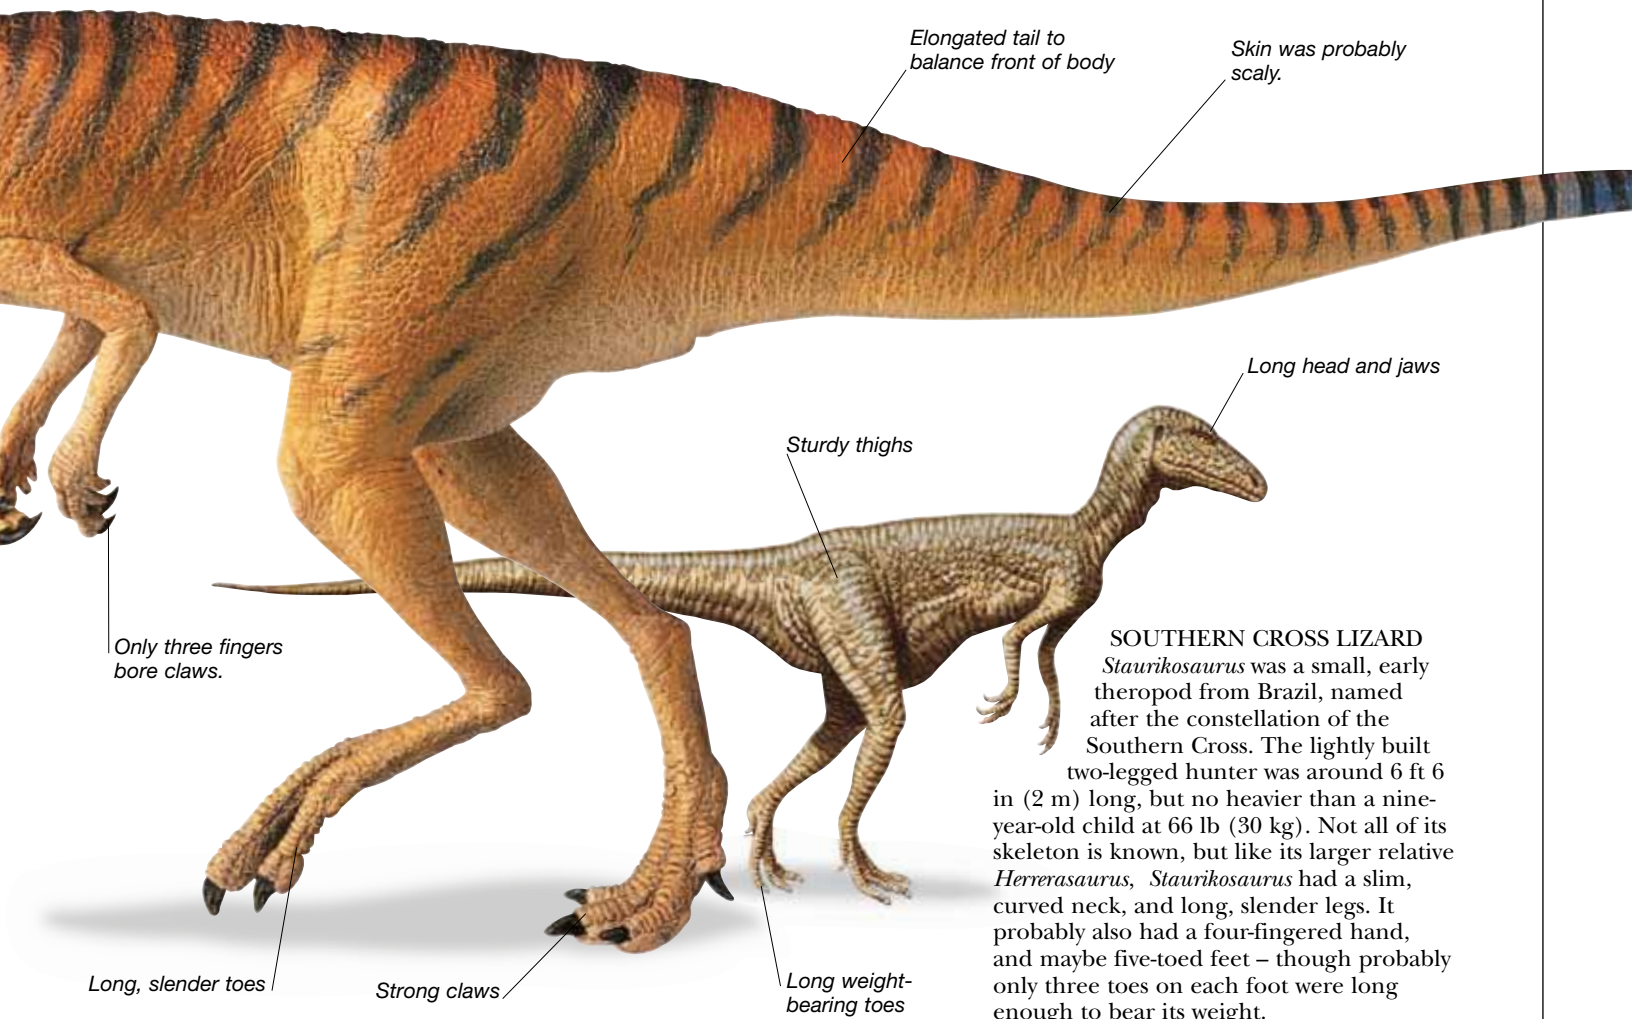 Elongated tail to
balance front of body
Skin was probably
scaly.
Long head and jaws
Sturdy thighs
Only three fingers
bore claws.
SOUTHERN CROSS LIZARD
Staurikosaurus was a small, early
theropod from Brazil, named
after the constellation of the
Southern Cross. The lightly built
two-legged hunter was around 6 ft 6
in (2 m) long, but no heavier than a nine-
year-old child at 66 lb (30 kg). Not all of its
skeleton is known, but like its larger relative
Herrerasaurus, Staurikosaurus had a slim,
curved neck, and long, slender legs. It
probably also had a four-fingered hand,
and maybe five-toed feet – though probably
only three toes on each foot were long
enough to bear its weight.
Long, slender toes
Strong claws
Long weight-
bearing toes